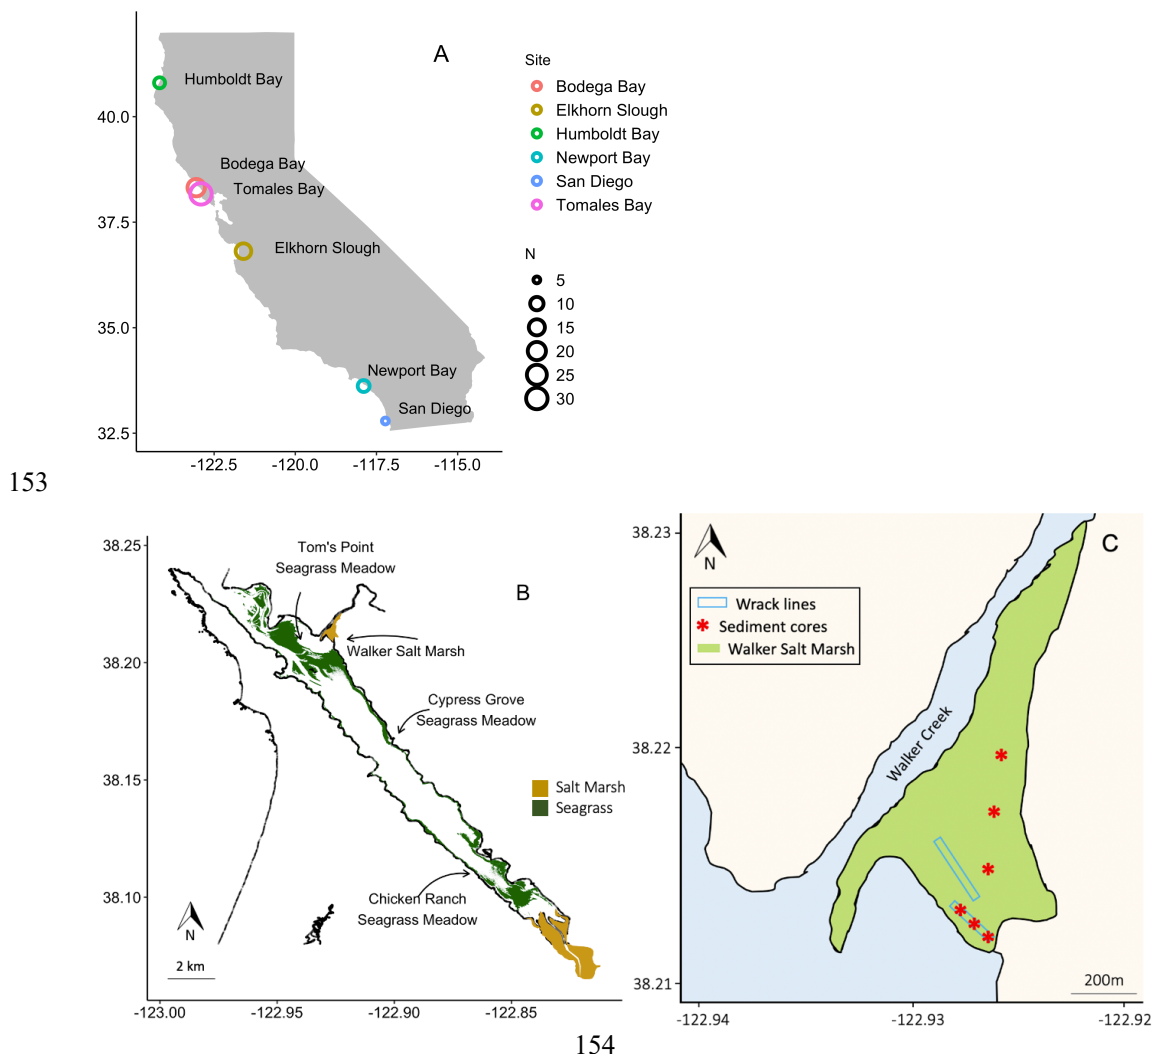 A
Humboldt Bay
Bodega Bay
Tomales Bay
Elkhorn Slough
Newport Bay
San Diego
40.0
37.5
35.0
32.5
-122.5 -120.0 -117.5 -115.0
Site
Bodega Bay
Elkhorn Slough
Humboldt Bay
Newport Bay
San Diego
Tomales Bay
N
5
10
15
20
25
30
153
B
38.25
38.20
38.15
38.10
Tom's Point
Seagrass Meadow
Walker Salt Marsh
Cypress Grove
Seagrass Meadow
Salt Marsh
Seagrass
Chicken Ranch
Seagrass Meadow
N
2 km
-123.00 -122.95 -122.90 -122.85
C
38.23
38.22
38.21
N
Wrack lines
Sediment cores
Walker Salt Marsh
Walker Creek
200m
-122.94 -122.93 -122.92
154